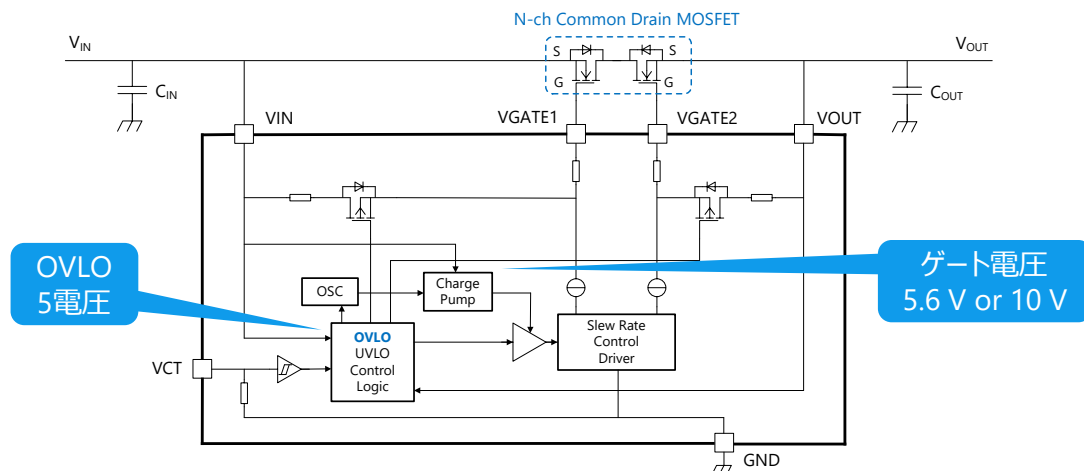 N-ch Common Drain MOSFET
VIN
S
S
VOUT
G
G
CIN
COUT
VIN
VGATE1
VGATE2
VOUT
OVLO
5電圧
ゲート電圧
5.6 V or 10 V
OSC
Charge
Pump
OVLO
UVLO
Control
Logic
Slew Rate
Control
Driver
VCT
GND